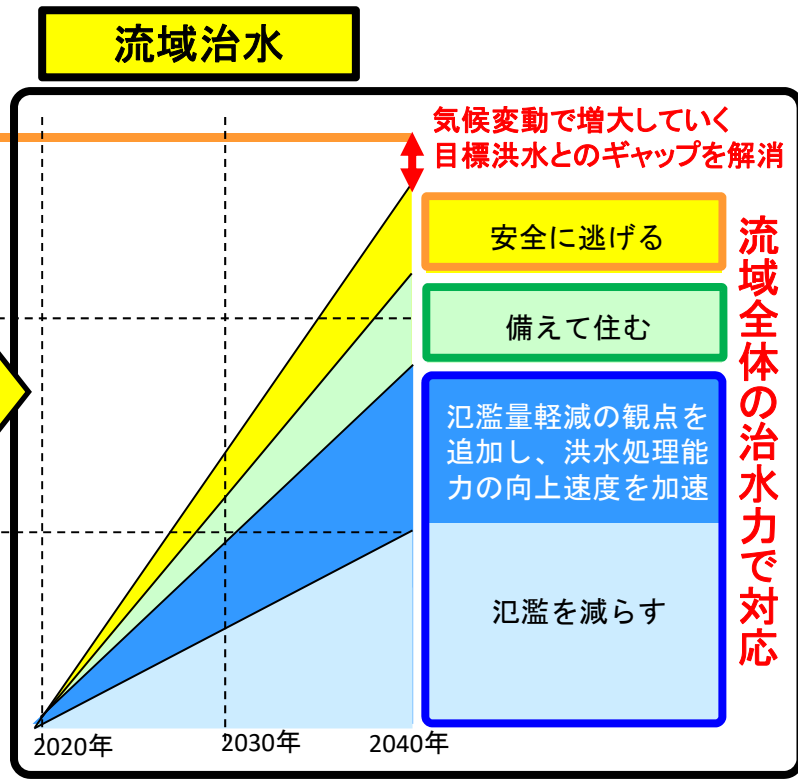 流域治水
気候変動で増大していく
目標洪水とのギャップを解消
安全に逃げる
備えて住む
氾濫量軽減の観点を
追加し、洪水処理能
力の向上速度を加速
氾濫を減らす
流域全体の治水力で対応
2020年
2030年
2040年